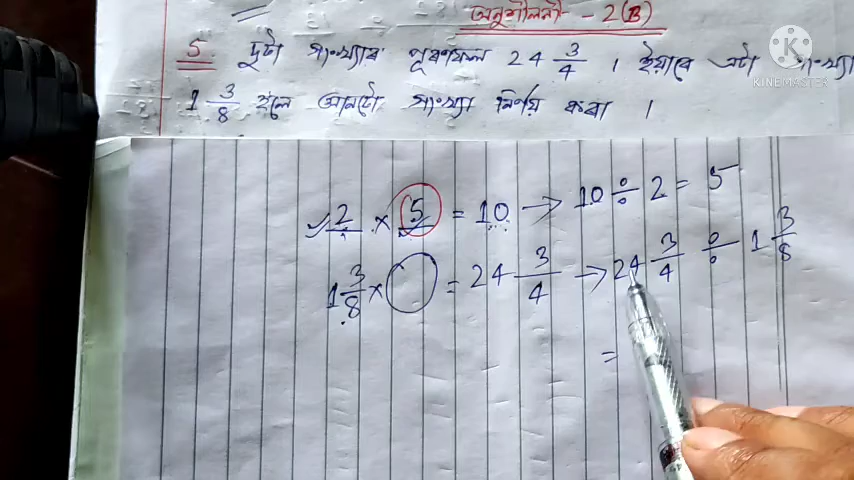 অনুশীলনী - 2(B)
5 দুটা সংখ্যাৰ পূৰণফল 24 3/4 । ইয়াৰে এটা সংখ্যা
1 3/8 হ'লে আনটো সংখ্যা নিৰ্ণয় কৰা ।
KINEMASTER
2 × 5 = 10 → 10 ÷ 2 = 5
1 3/8 × ◯ = 24 3/4 → 24 3/4 ÷ 1 3/8
=